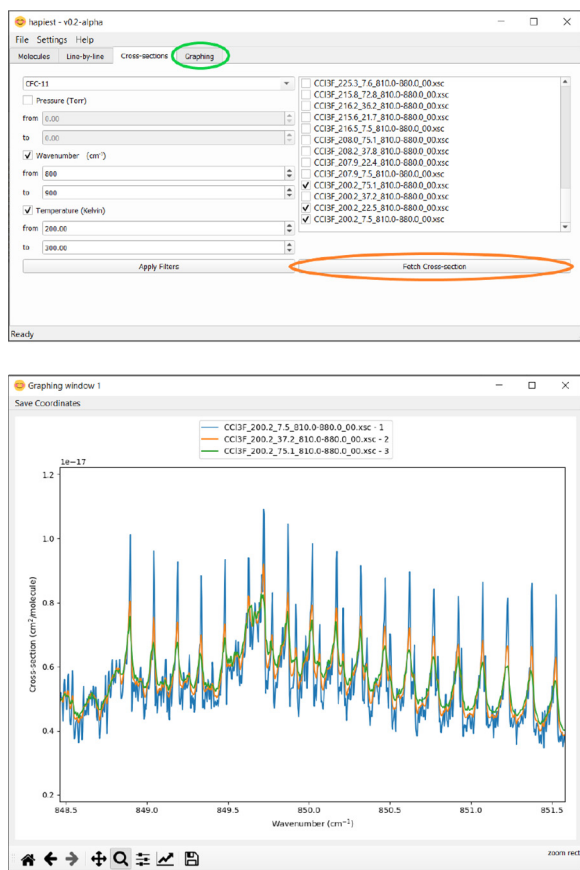 hapiest - v0.2-alpha
File Settings Help
Molecules Line-by-line Cross-sections Graphing
CFC-11
Pressure (Torr)
from 0.00
to 0.00
Wavenumber (cm⁻¹)
from 800
to 900
Temperature (Kelvin)
from 200.00
to 300.00
Apply Filters
CCl3F_225.3_7.6_810.0-880.0_00.xsc
CCl3F_215.8_72.8_810.0-880.0_00.xsc
CCl3F_216.2_36.2_810.0-880.0_00.xsc
CCl3F_215.6_21.7_810.0-880.0_00.xsc
CCl3F_216.5_7.5_810.0-880.0_00.xsc
CCl3F_208.0_75.1_810.0-880.0_00.xsc
CCl3F_208.2_37.8_810.0-880.0_00.xsc
CCl3F_207.9_22.4_810.0-880.0_00.xsc
CCl3F_207.9_7.5_810.0-880.0_00.xsc
CCl3F_200.2_75.1_810.0-880.0_00.xsc
CCl3F_200.2_37.2_810.0-880.0_00.xsc
CCl3F_200.2_22.5_810.0-880.0_00.xsc
CCl3F_200.2_7.5_810.0-880.0_00.xsc
Fetch Cross-section
Ready
Graphing window 1
Save Coordinates
CCl3F_200.2_7.5_810.0-880.0_00.xsc - 1
CCl3F_200.2_37.2_810.0-880.0_00.xsc - 2
CCl3F_200.2_75.1_810.0-880.0_00.xsc - 3
1e-17
1.2
1.0
0.8
0.6
0.4
0.2
Cross-section (cm²/molecule)
848.5 849.0 849.5 850.0 850.5 851.0 851.5
Wavenumber (cm⁻¹)
zoom rect